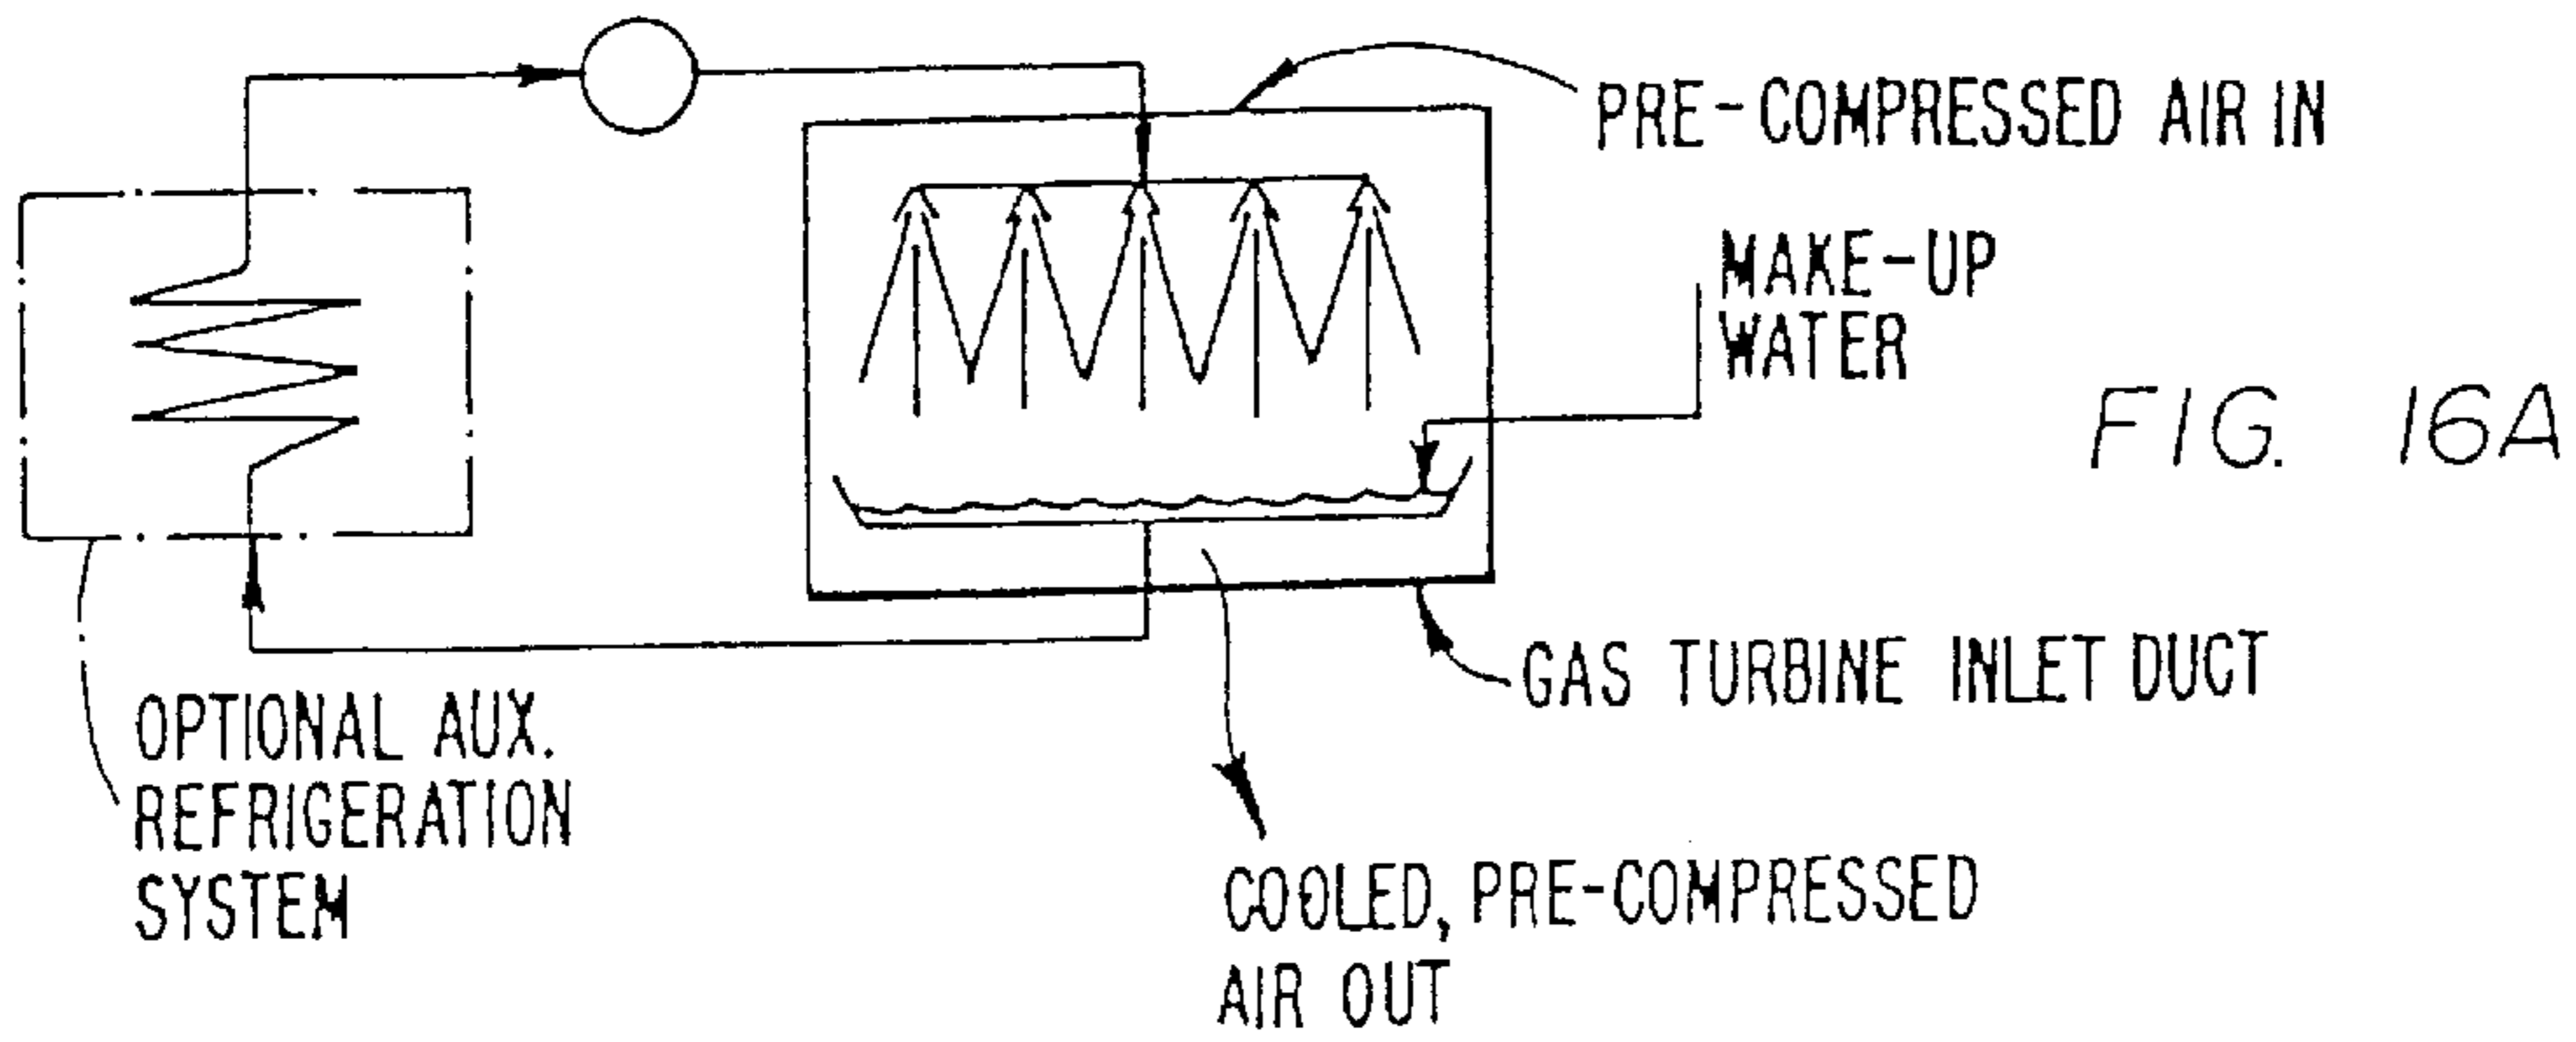 PRE-COMPRESSED AIR IN
MAKE-UP
WATER
FIG. 16A
GAS TURBINE INLET DUCT
OPTIONAL AUX.
REFRIGERATION
SYSTEM
COOLED, PRE-COMPRESSED
AIR OUT